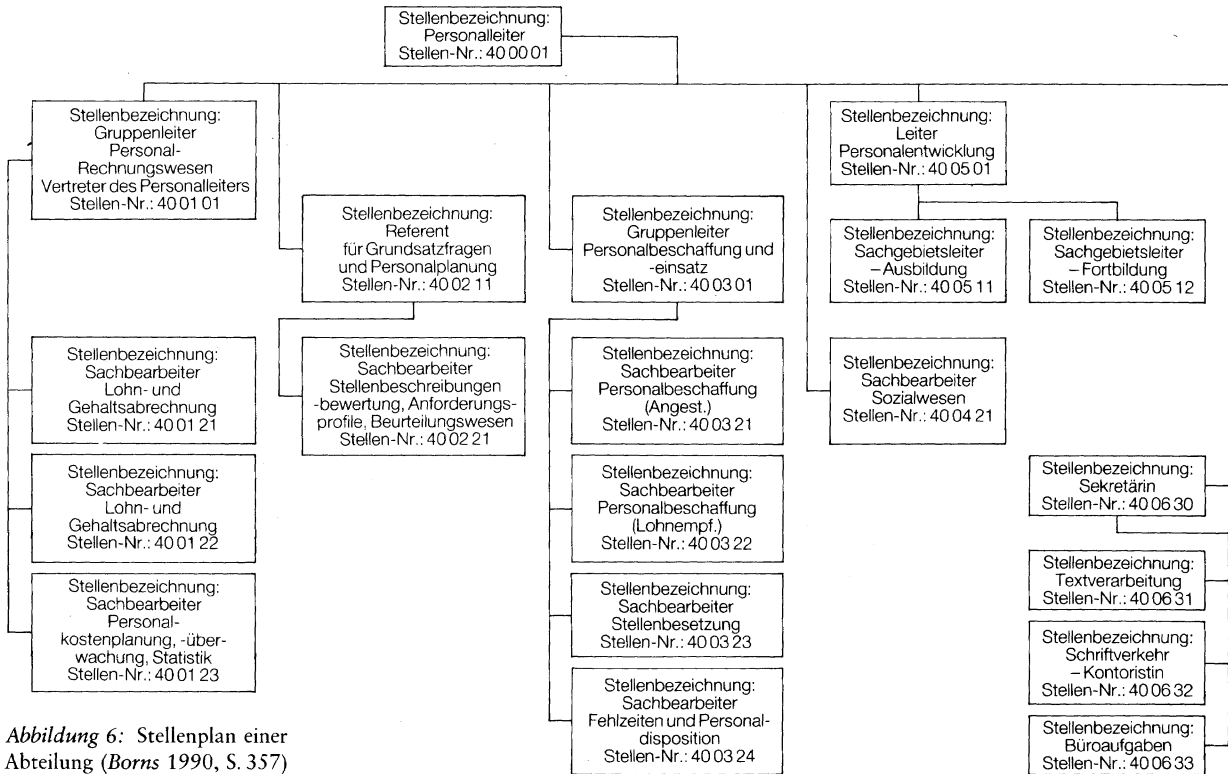 Stellenbezeichnung:
Personalleiter
Stellen-Nr.: 40 00 01
Stellenbezeichnung:
Gruppenleiter
Personal-
Rechnungswesen
Vertreter des Personalleiters
Stellen-Nr.: 40 01 01
Stellenbezeichnung:
Sachbearbeiter
Lohn- und
Gehaltsabrechnung
Stellen-Nr.: 40 01 21
Stellenbezeichnung:
Sachbearbeiter
Lohn- und
Gehaltsabrechnung
Stellen-Nr.: 40 01 22
Stellenbezeichnung:
Sachbearbeiter
Personal-
kostenplanung, -über-
wachung, Statistik
Stellen-Nr.: 40 01 23
Stellenbezeichnung:
Referent
für Grundsatzfragen
und Personalplanung
Stellen-Nr.: 40 02 11
Stellenbezeichnung:
Sachbearbeiter
Stellenbeschreibungen
-bewertung, Anforderungs-
profile, Beurteilungswesen
Stellen-Nr.: 40 02 21
Stellenbezeichnung:
Gruppenleiter
Personalbeschaffung und
-einsatz
Stellen-Nr.: 40 03 01
Stellenbezeichnung:
Sachbearbeiter
Personalbeschaffung
(Angest.)
Stellen-Nr.: 40 03 21
Stellenbezeichnung:
Sachbearbeiter
Personalbeschaffung
(Lohnempf.)
Stellen-Nr.: 40 03 22
Stellenbezeichnung:
Sachbearbeiter
Stellenbesetzung
Stellen-Nr.: 40 03 23
Stellenbezeichnung:
Sachbearbeiter
Fehlzeiten und Personal-
disposition
Stellen-Nr.: 40 03 24
Stellenbezeichnung:
Leiter
Personalentwicklung
Stellen-Nr.: 40 05 01
Stellenbezeichnung:
Sachgebietsleiter
– Ausbildung
Stellen-Nr.: 40 05 11
Stellenbezeichnung:
Sachgebietsleiter
– Fortbildung
Stellen-Nr.: 40 05 12
Stellenbezeichnung:
Sachbearbeiter
Sozialwesen
Stellen-Nr.: 40 04 21
Stellenbezeichnung:
Sekretärin
Stellen-Nr.: 40 06 30
Stellenbezeichnung:
Textverarbeitung
Stellen-Nr.: 40 06 31
Stellenbezeichnung:
Schriftverkehr
– Kontoristin
Stellen-Nr.: 40 06 32
Stellenbezeichnung:
Büroaufgaben
Stellen-Nr.: 40 06 33
Abbildung 6: Stellenplan einer
Abteilung (Borns 1990, S. 357)